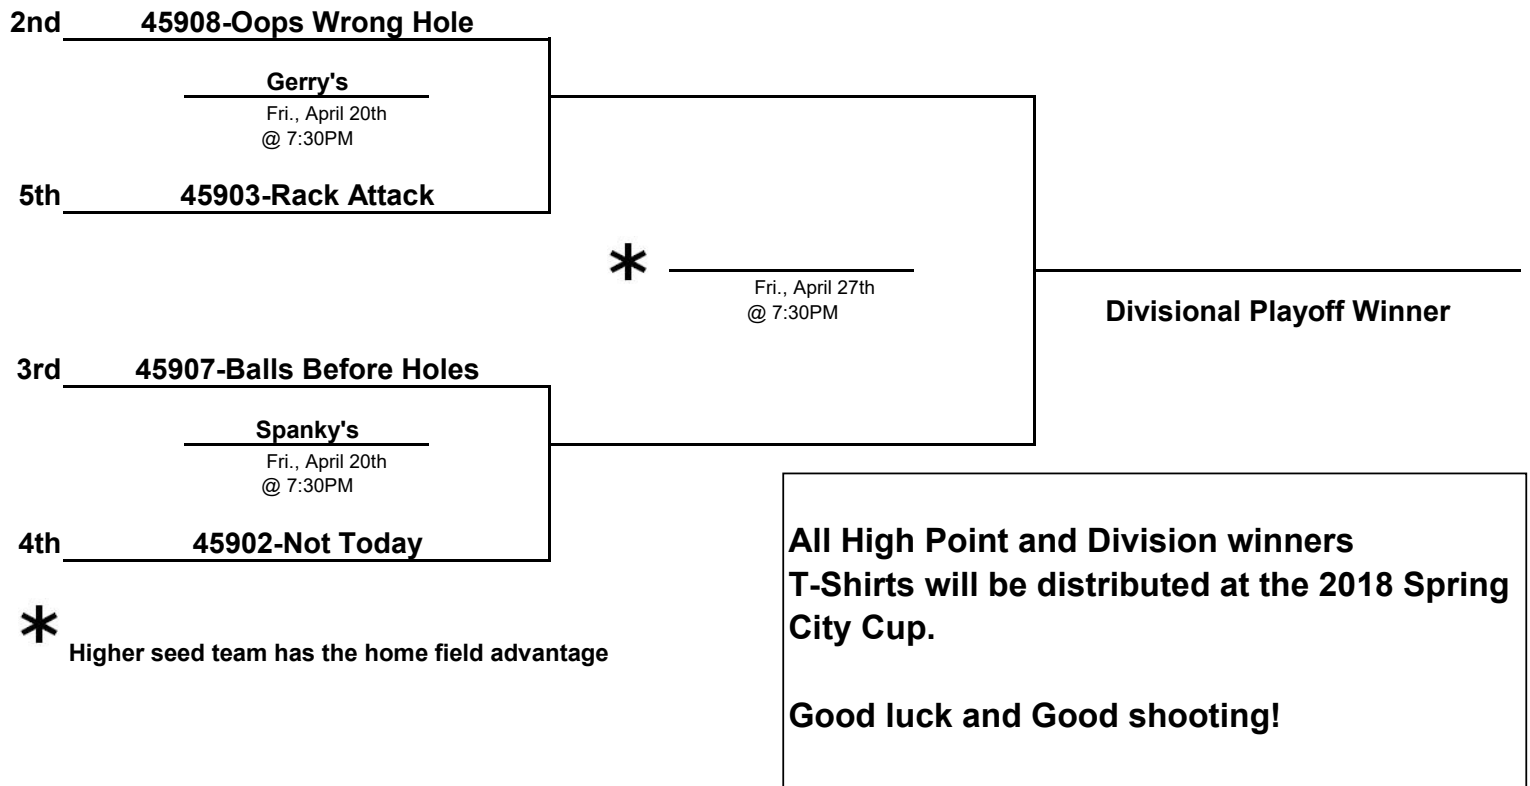 2nd 45908-Oops Wrong Hole
Gerry's
Fri., April 20th
@ 7:30PM
5th 45903-Rack Attack
*
Fri., April 27th
@ 7:30PM
Divisional Playoff Winner
3rd 45907-Balls Before Holes
Spanky's
Fri., April 20th
@ 7:30PM
4th 45902-Not Today
* Higher seed team has the home field advantage
All High Point and Division winners
T-Shirts will be distributed at the 2018 Spring
City Cup.
Good luck and Good shooting!